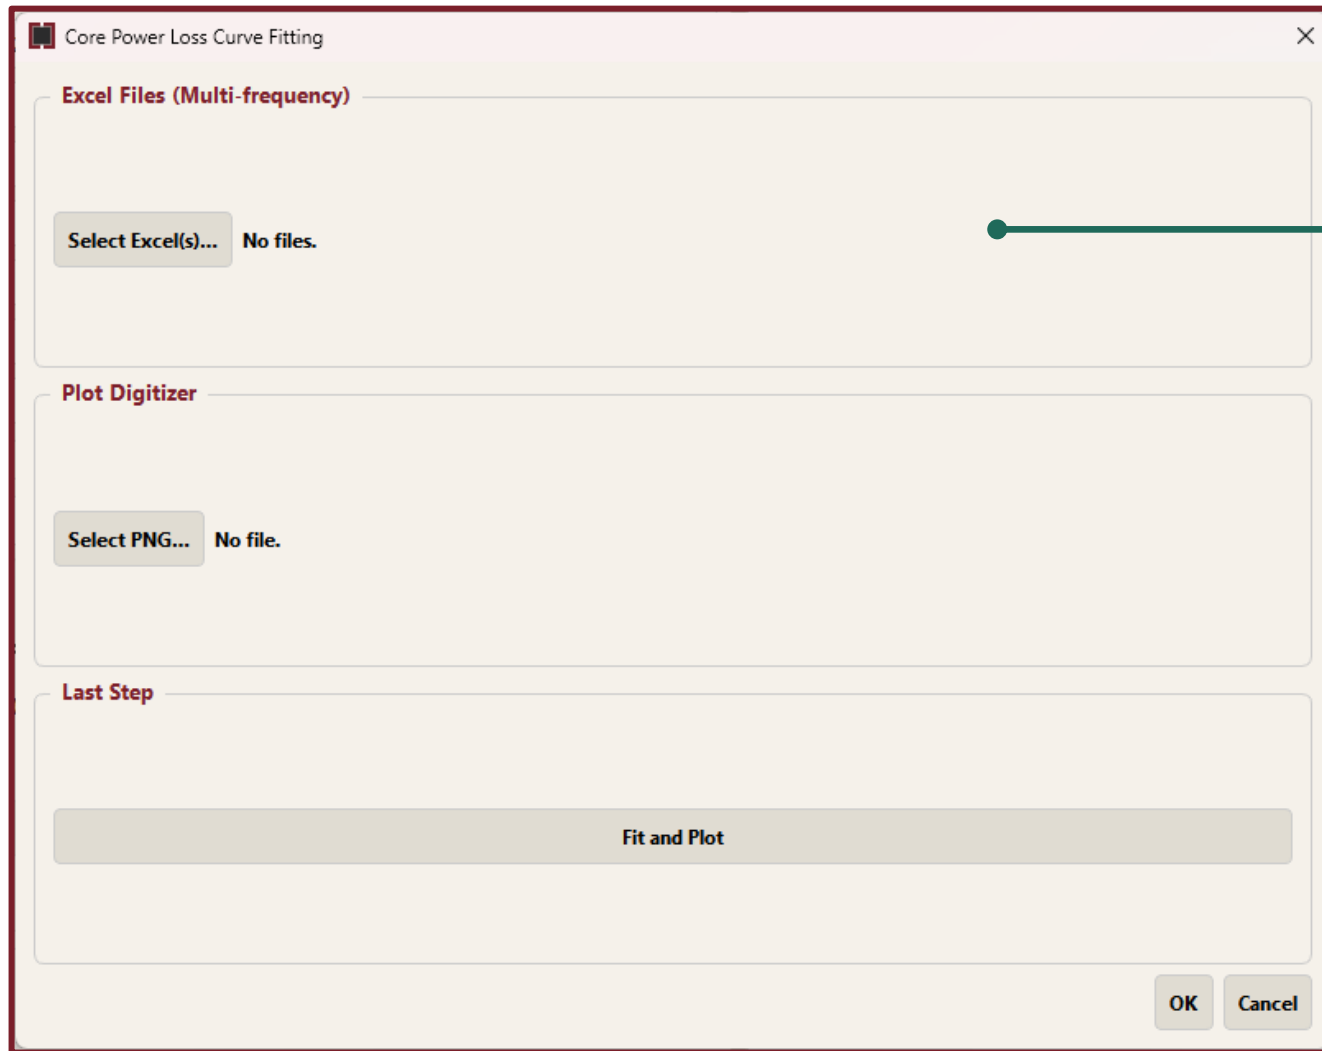 Core Power Loss Curve Fitting
Excel Files (Multi-frequency)
Select Excel(s)... No files.
Plot Digitizer
Select PNG... No file.
Last Step
Fit and Plot
OK Cancel